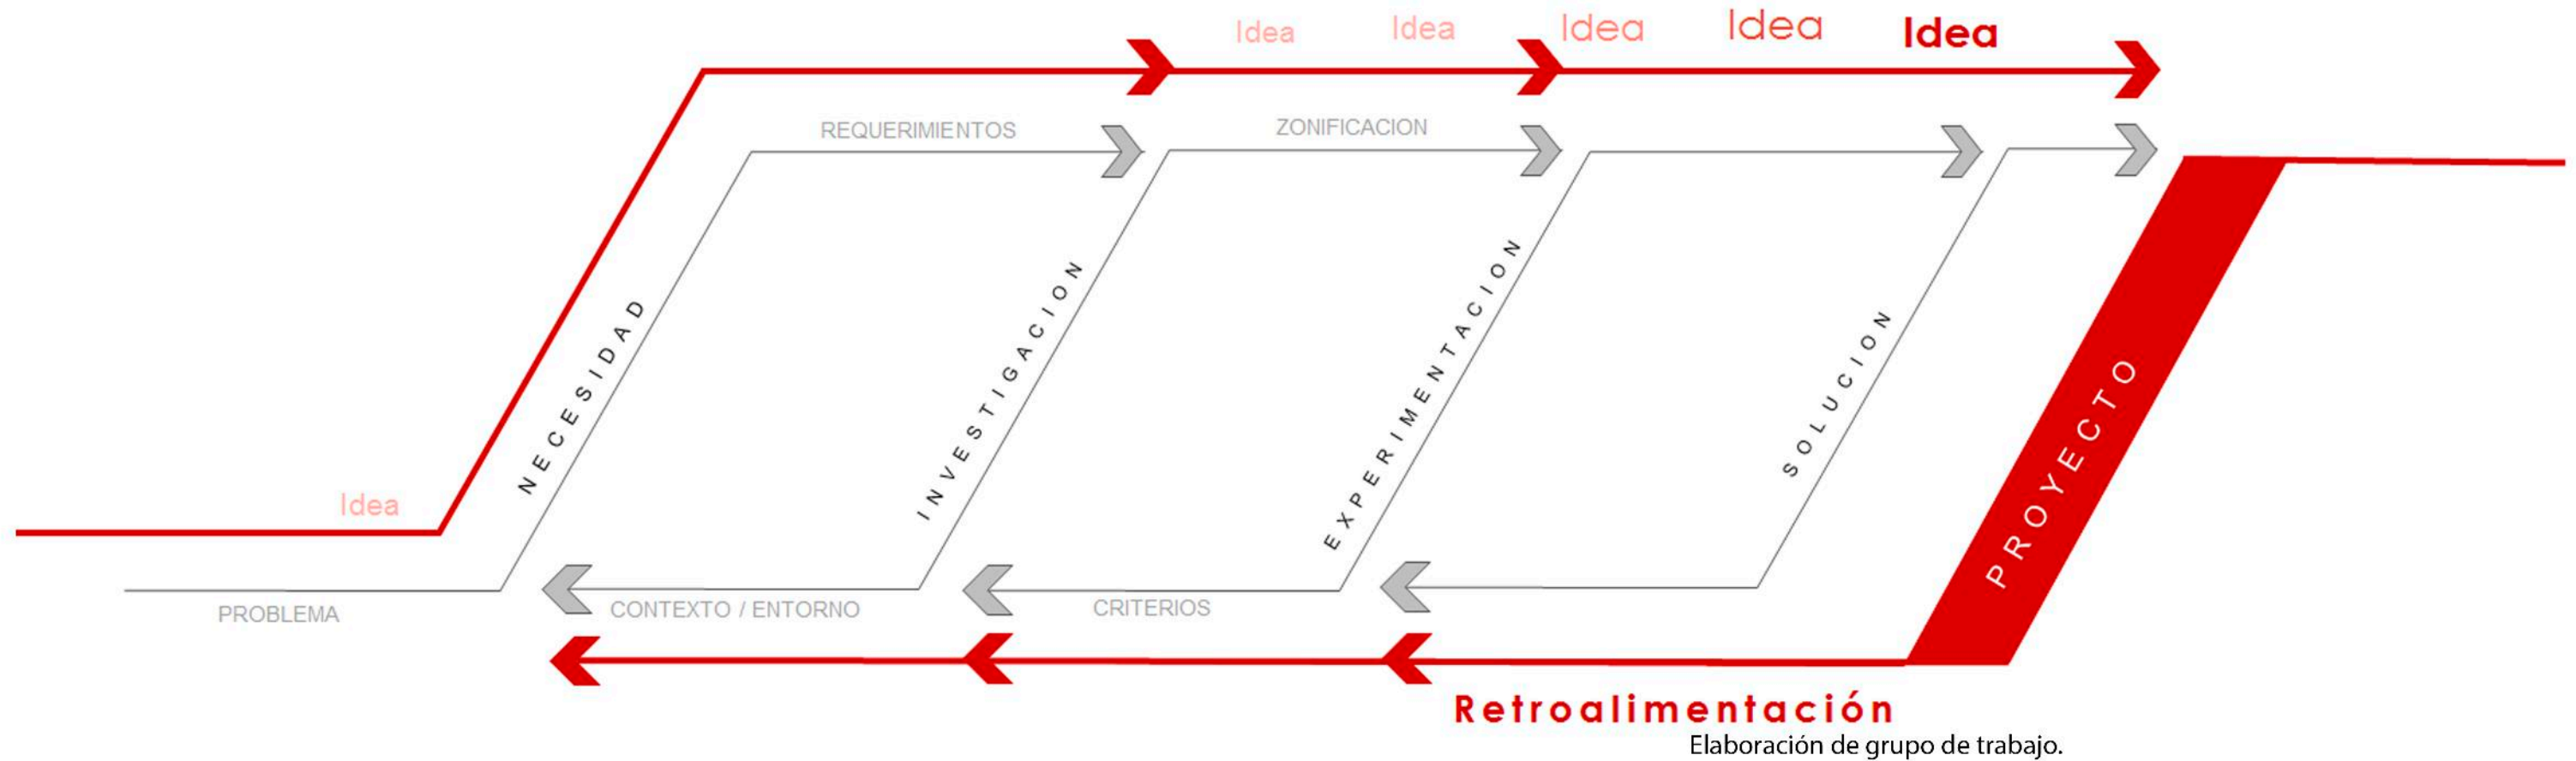 Idea Idea Idea Idea Idea
REQUERIMIENTOS
ZONIFICACION
Idea
NECESIDAD
INVESTIGACION
EXPERIMENTACION
SOLUCION
PROYECTO
PROBLEMA
CONTEXTO / ENTORNO
CRITERIOS
Retroalimentación
Elaboración de grupo de trabajo.